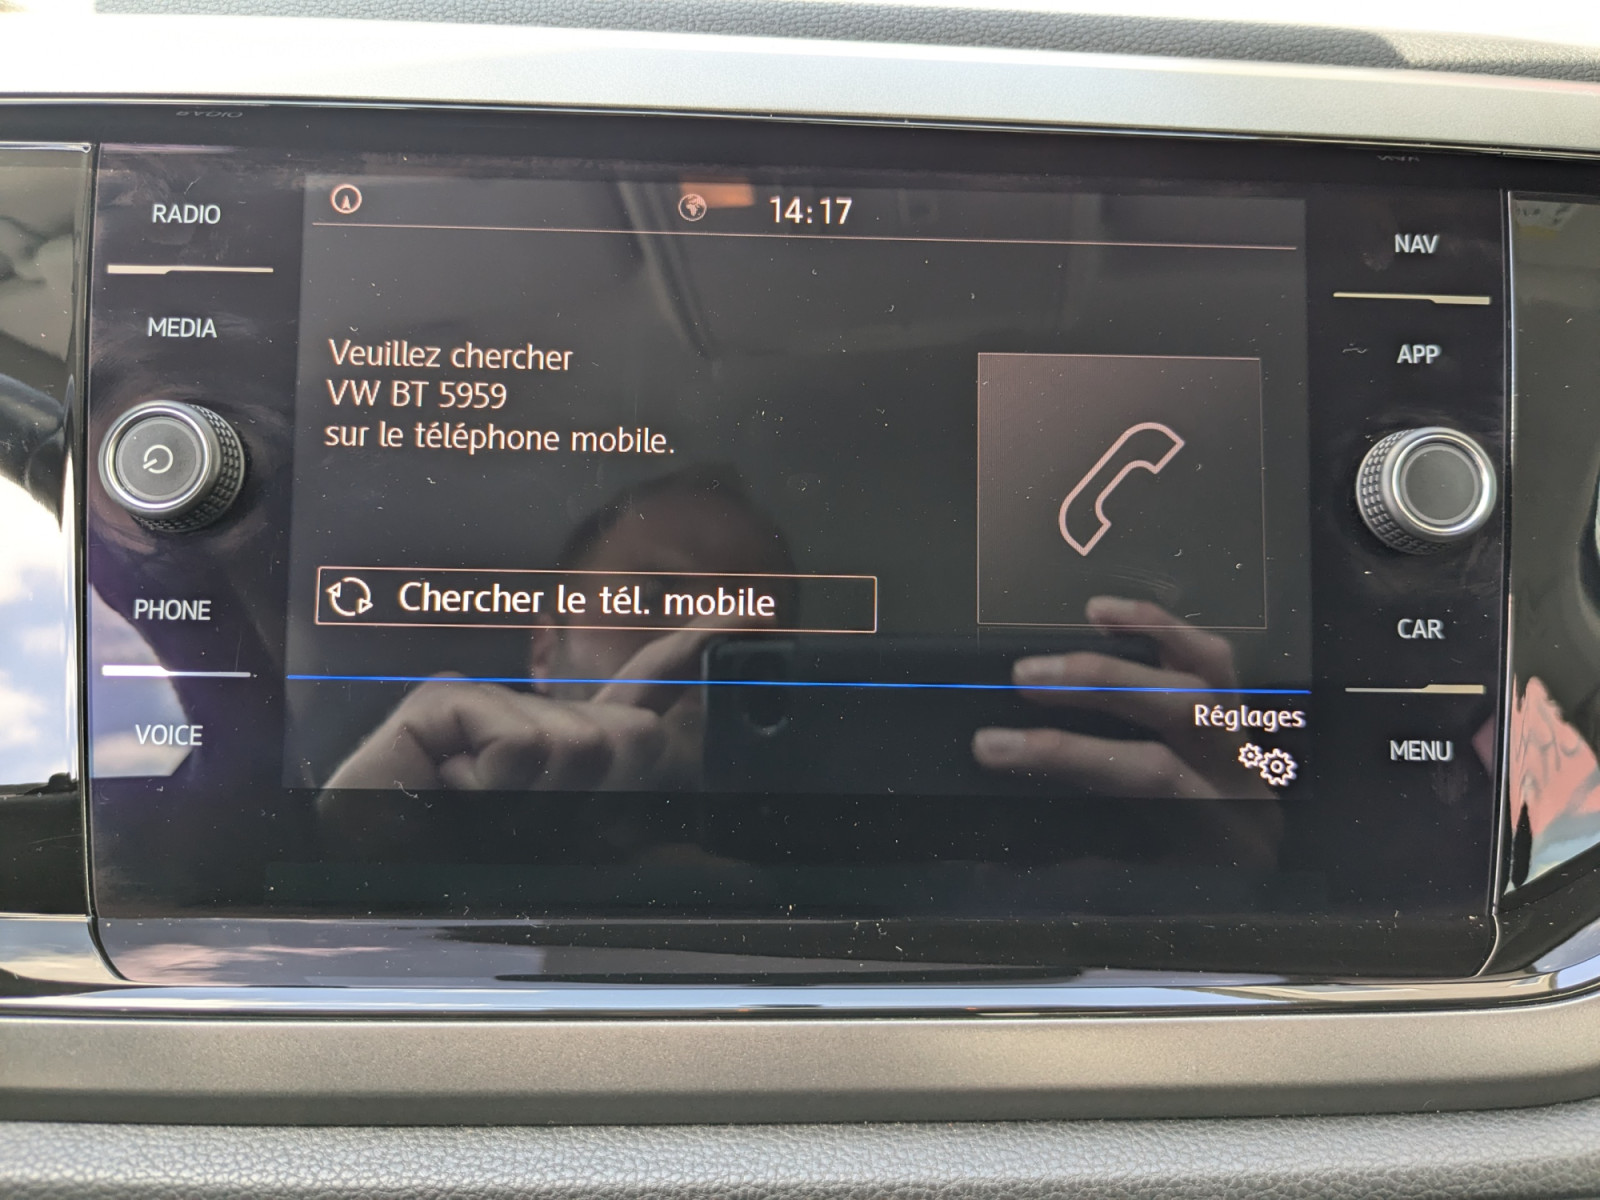 RADIO
MEDIA
PHONE
VOICE
14:17
Veuillez chercher
VW BT 5959
sur le téléphone mobile.
Chercher le tél. mobile
Réglages
NAV
APP
CAR
MENU